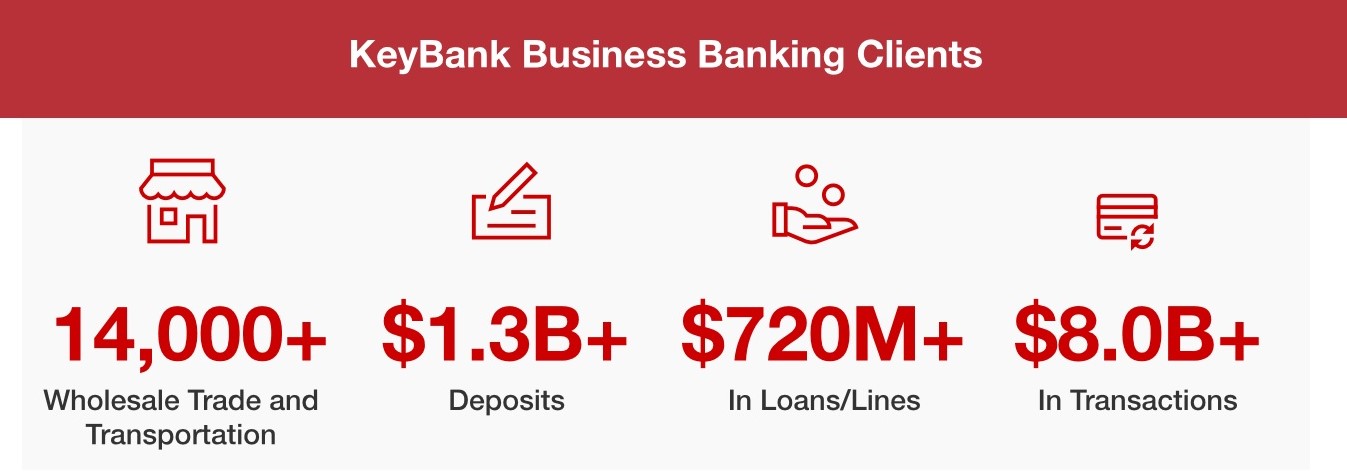 KeyBank Business Banking Clients
14,000+
Wholesale Trade and
Transportation
$1.3B+
Deposits
$720M+
In Loans/Lines
$8.0B+
In Transactions